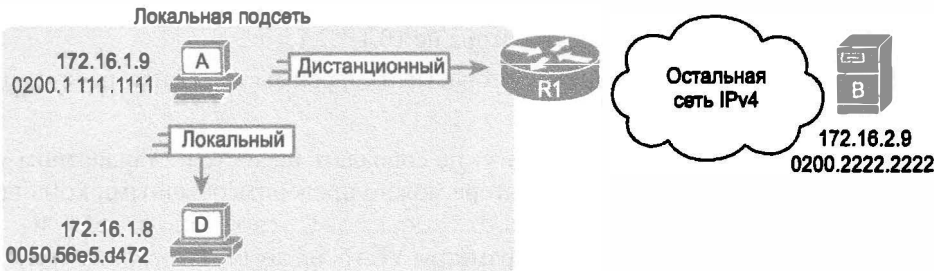 Локальная подсеть
172.16.1.9
0200.1111.1111
A
Дистанционный
R1
Остальная
сеть IPv4
B
172.16.2.9
0200.2222.2222
Локальный
172.16.1.8
0050.56e5.d472
D